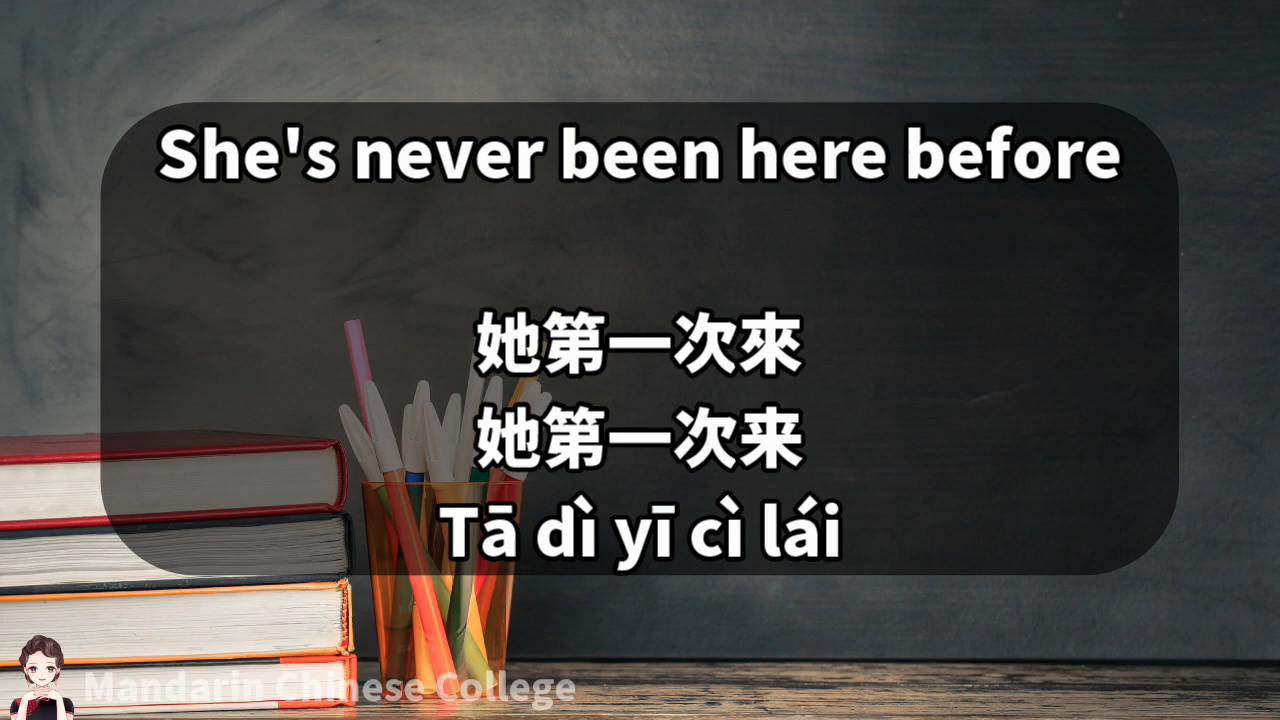 She's never been here before
她第一次來
她第一次来
Tā dì yī cì lái
Mandarin Chinese College